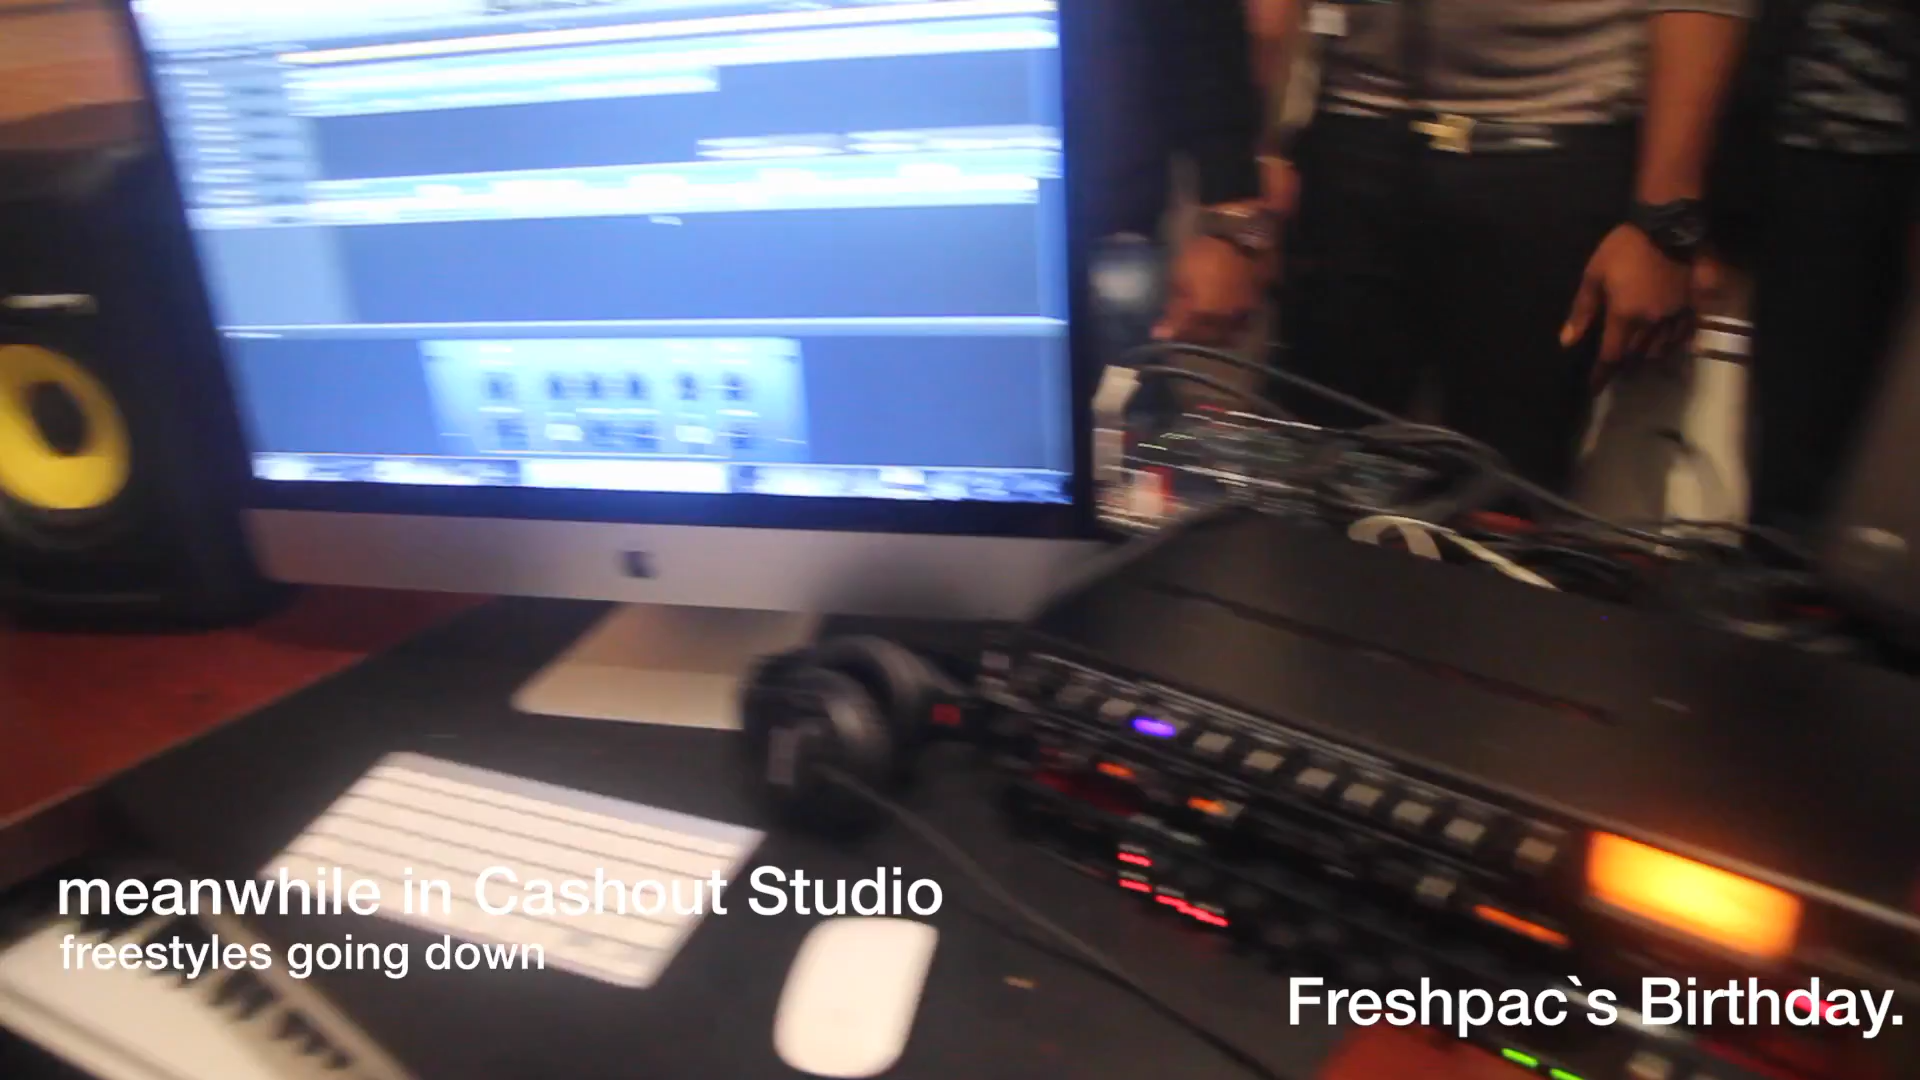 meanwhile in Cashout Studio
freestyles going down
Freshpac`s Birthday.